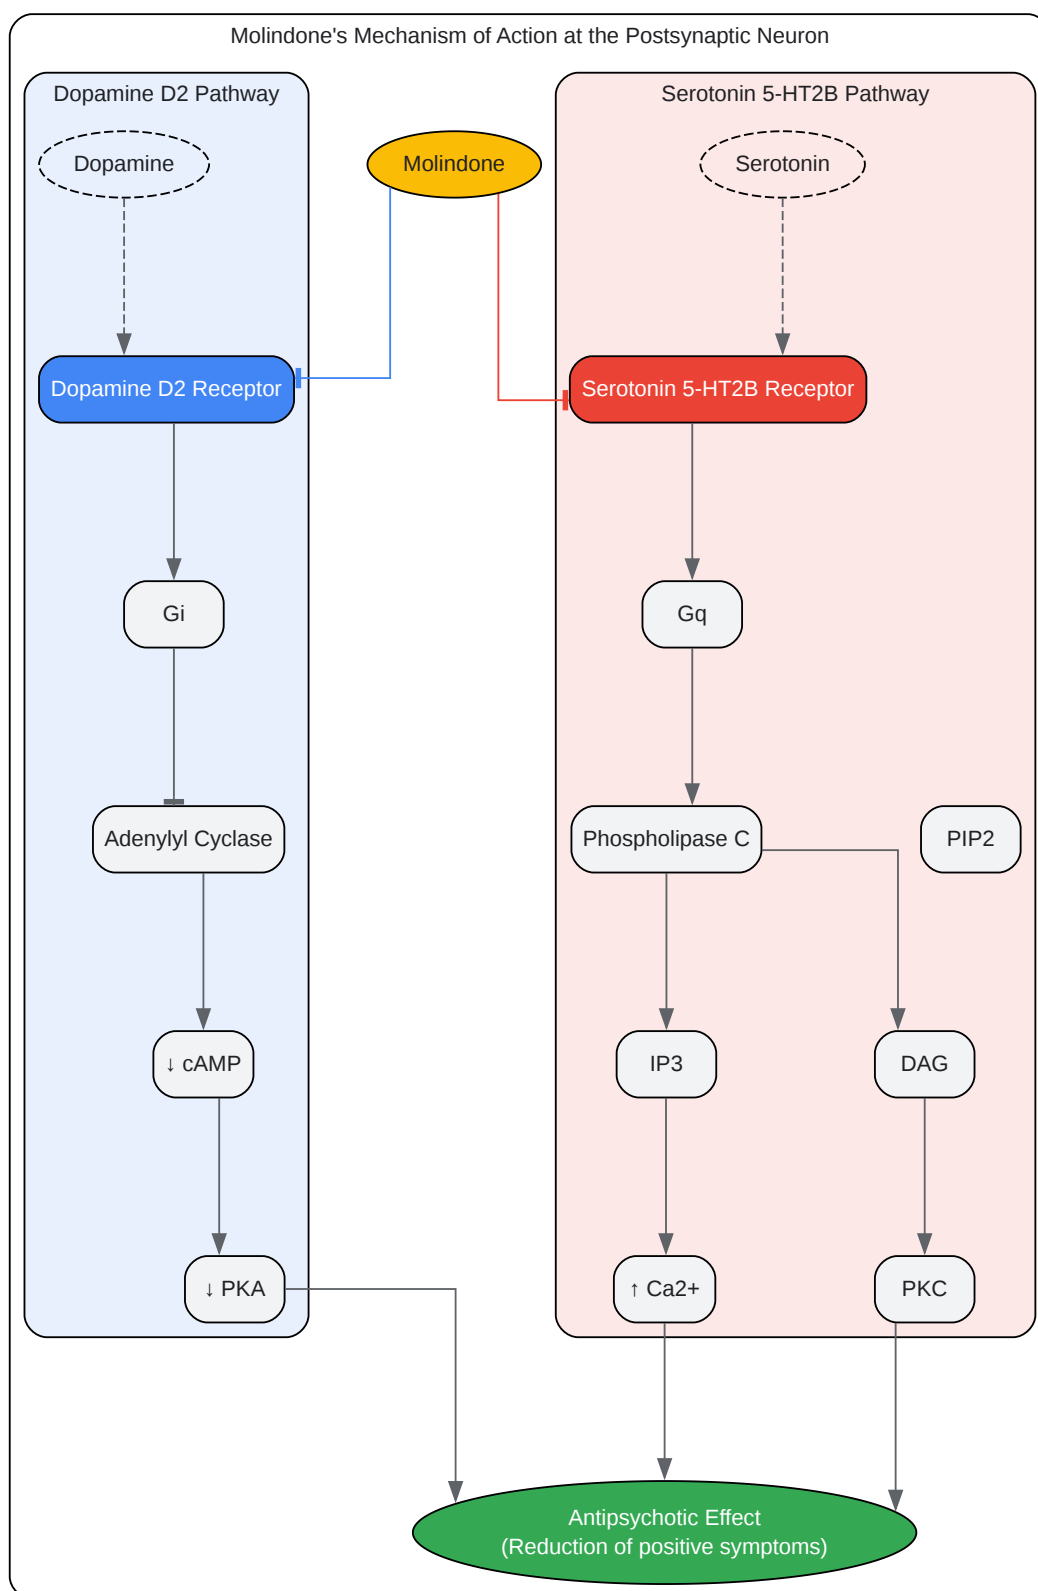 Molindone's Mechanism of Action at the Postsynaptic Neuron
Dopamine D2 Pathway
Serotonin 5-HT2B Pathway
Dopamine
Molindone
Serotonin
Dopamine D2 Receptor
Serotonin 5-HT2B Receptor
Gi
Gq
Adenylyl Cyclase
Phospholipase C
PIP2
↓ cAMP
IP3
DAG
↓ PKA
↑ Ca2+
PKC
Antipsychotic Effect
(Reduction of positive symptoms)